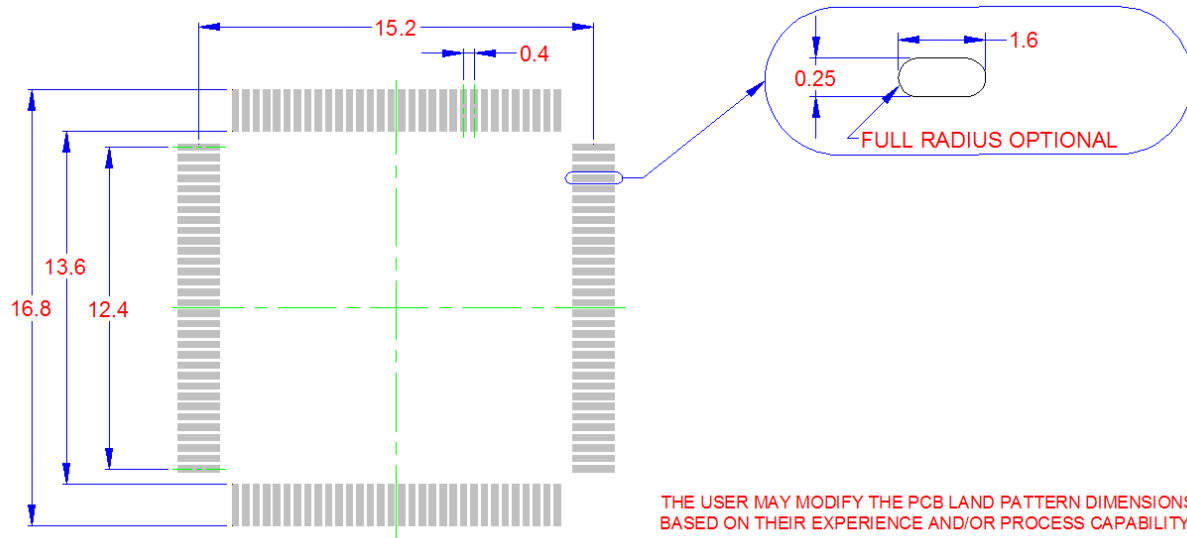 15.2
0.4
1.6
0.25
FULL RADIUS OPTIONAL
13.6
16.8
12.4
THE USER MAY MODIFY THE PCB LAND PATTERN DIMENSIONS
BASED ON THEIR EXPERIENCE AND/OR PROCESS CAPABILITY